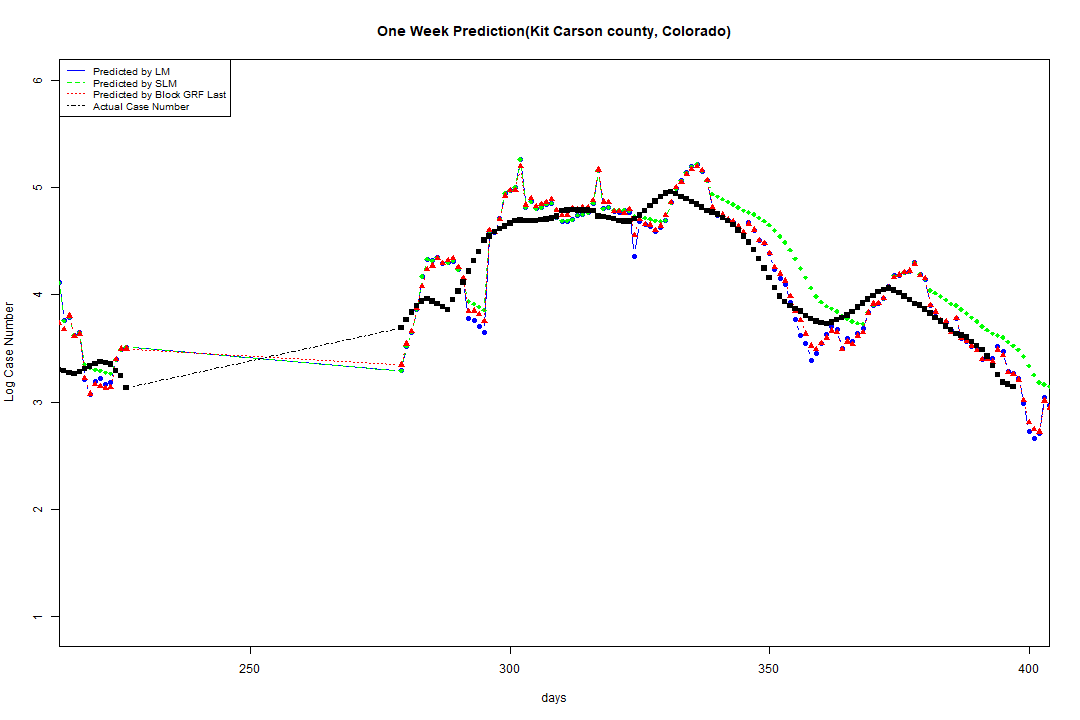 One Week Prediction(Kit Carson county, Colorado)
Predicted by LM
Predicted by SLM
Predicted by Block GRF Last
Actual Case Number
6
5
4
3
2
1
Log Case Number
250 300 350 400
days